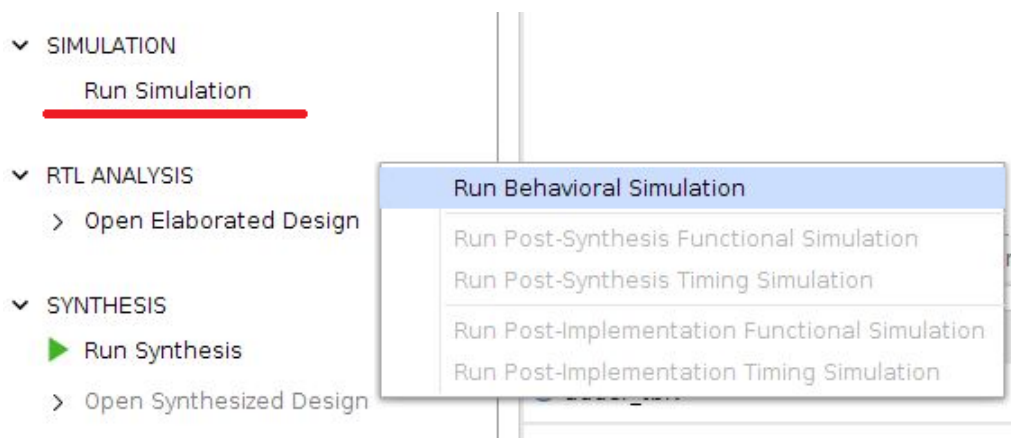 SIMULATION
Run Simulation
RTL ANALYSIS
Open Elaborated Design
SYNTHESIS
Run Synthesis
Open Synthesized Design
Run Behavioral Simulation
Run Post-Synthesis Functional Simulation
Run Post-Synthesis Timing Simulation
Run Post-Implementation Functional Simulation
Run Post-Implementation Timing Simulation